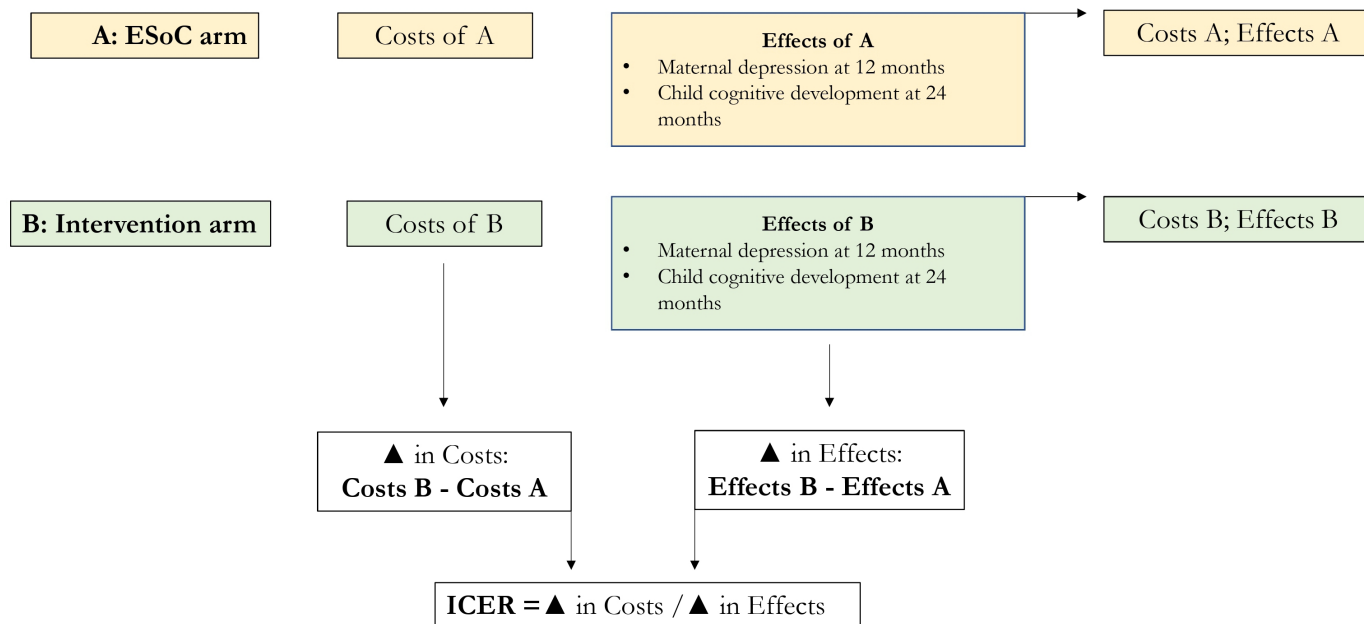 A: ESoC arm
Costs of A
Effects of A
• Maternal depression at 12 months
• Child cognitive development at 24
months
Costs A; Effects A
B: Intervention arm
Costs of B
Effects of B
• Maternal depression at 12 months
• Child cognitive development at 24
months
Costs B; Effects B
▲ in Costs:
Costs B - Costs A
▲ in Effects:
Effects B - Effects A
ICER = ▲ in Costs / ▲ in Effects